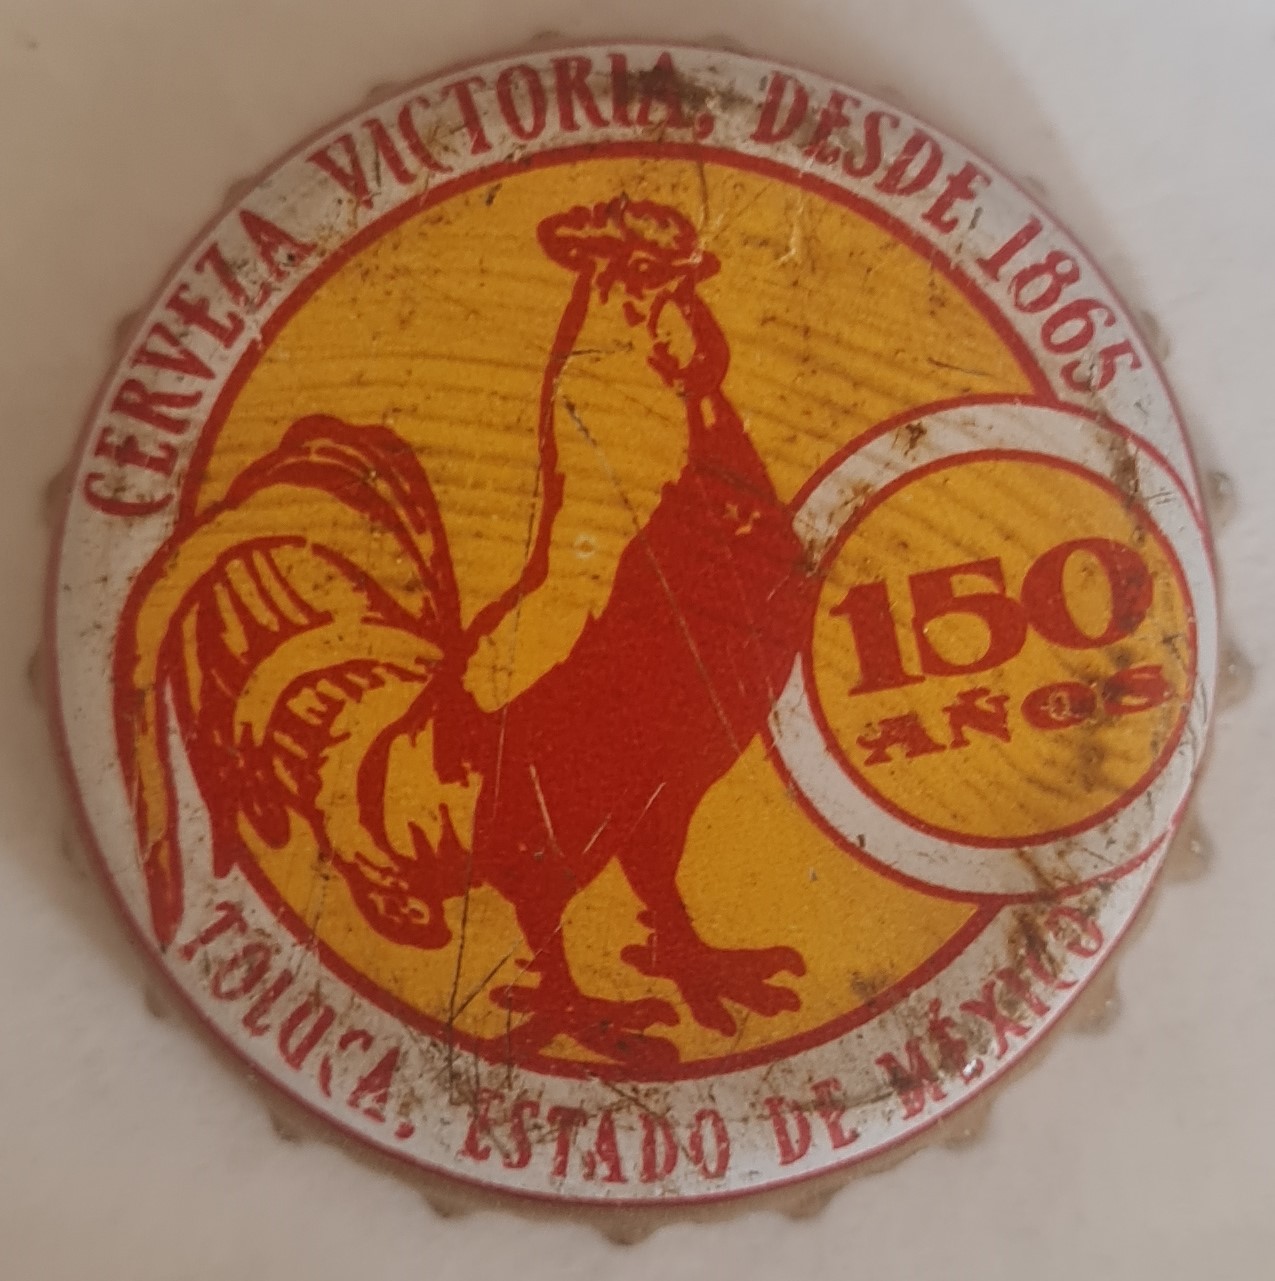 CERVEZA VICTORIA, DESDE 1865
150
AÑOS
TOLUCA, ESTADO DE MÉXICO